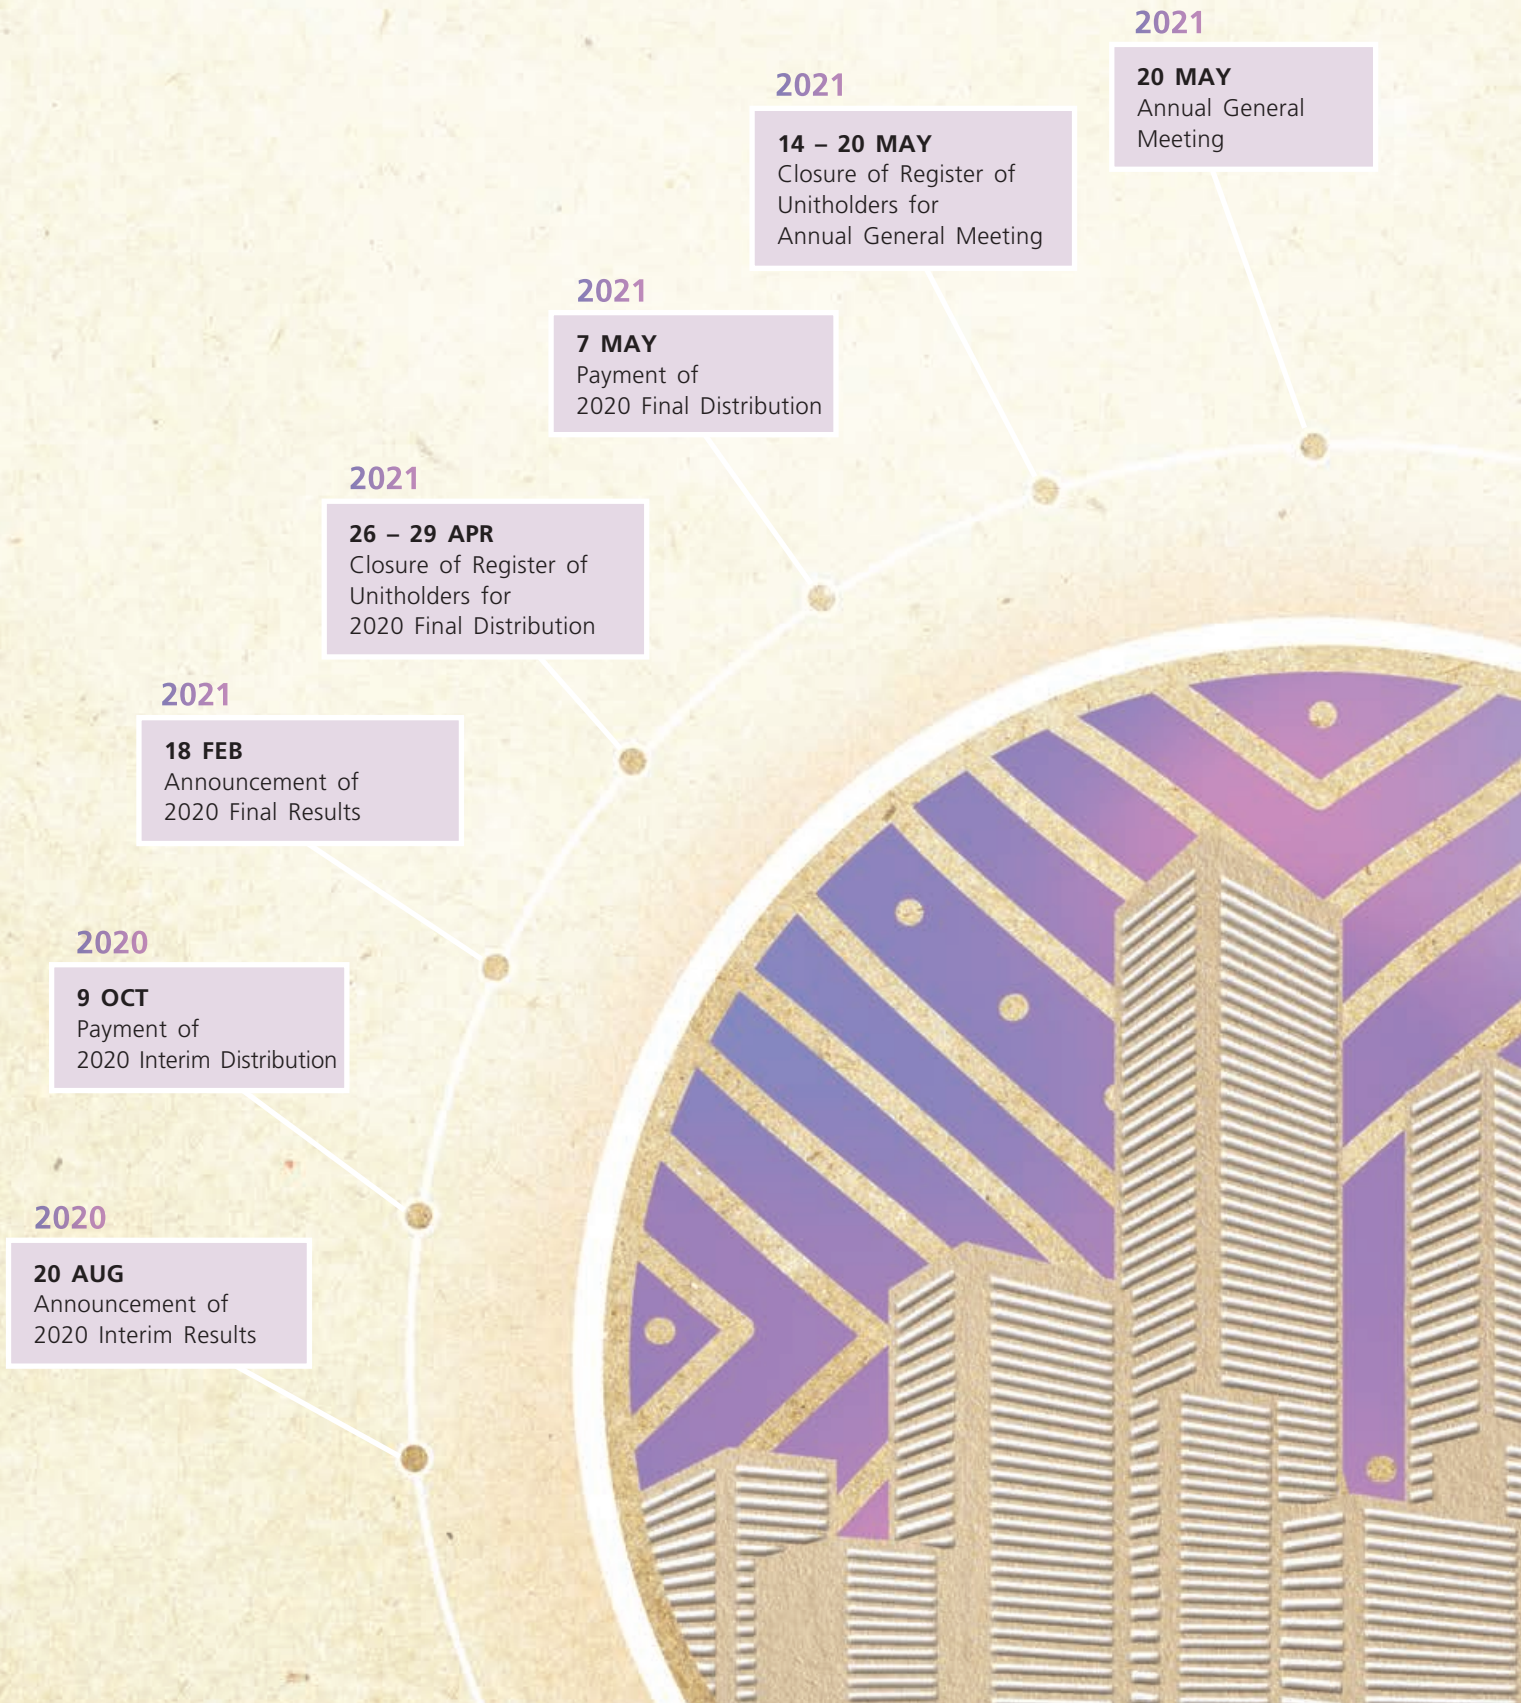 2021
20 MAY
Annual General
Meeting
2021
14 – 20 MAY
Closure of Register of
Unitholders for
Annual General Meeting
2021
7 MAY
Payment of
2020 Final Distribution
2021
26 – 29 APR
Closure of Register of
Unitholders for
2020 Final Distribution
2021
18 FEB
Announcement of
2020 Final Results
2020
9 OCT
Payment of
2020 Interim Distribution
2020
20 AUG
Announcement of
2020 Interim Results